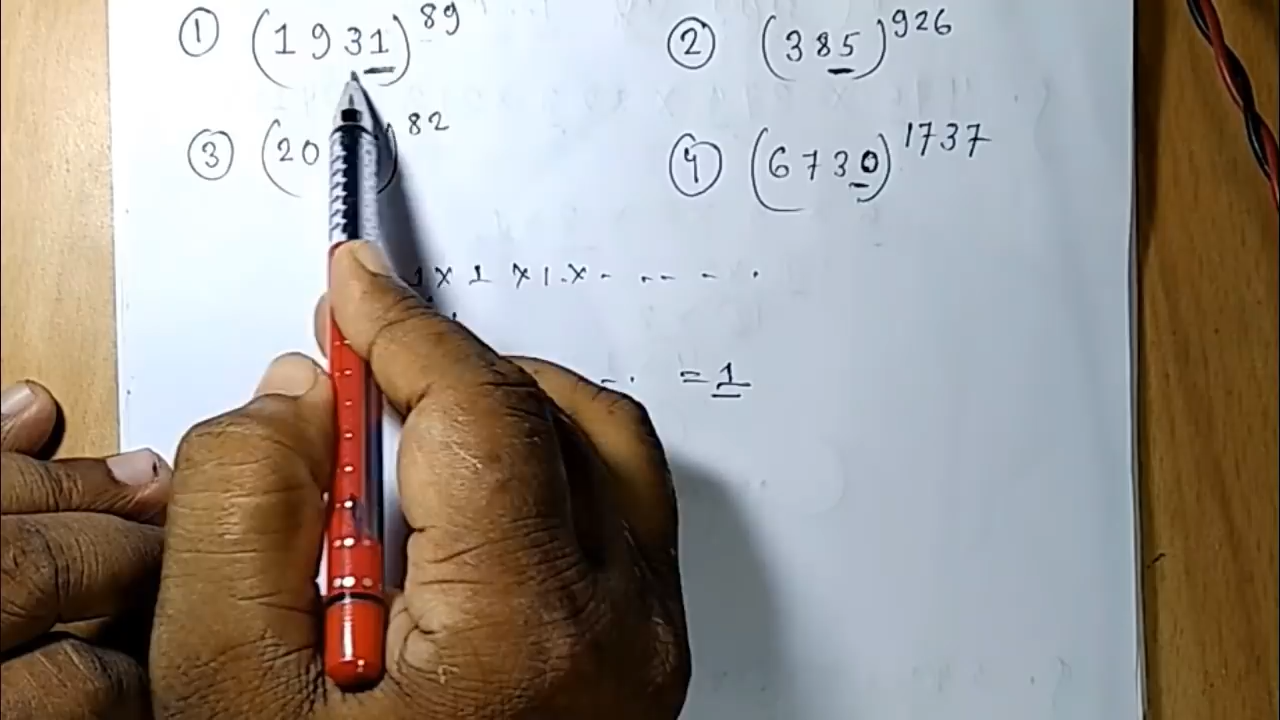 ① (1931)^89 ② (385)^926
③ (20 )^82 ④ (6730)^1737
1 x 1 x 1 . x - -- - .
-. = 1